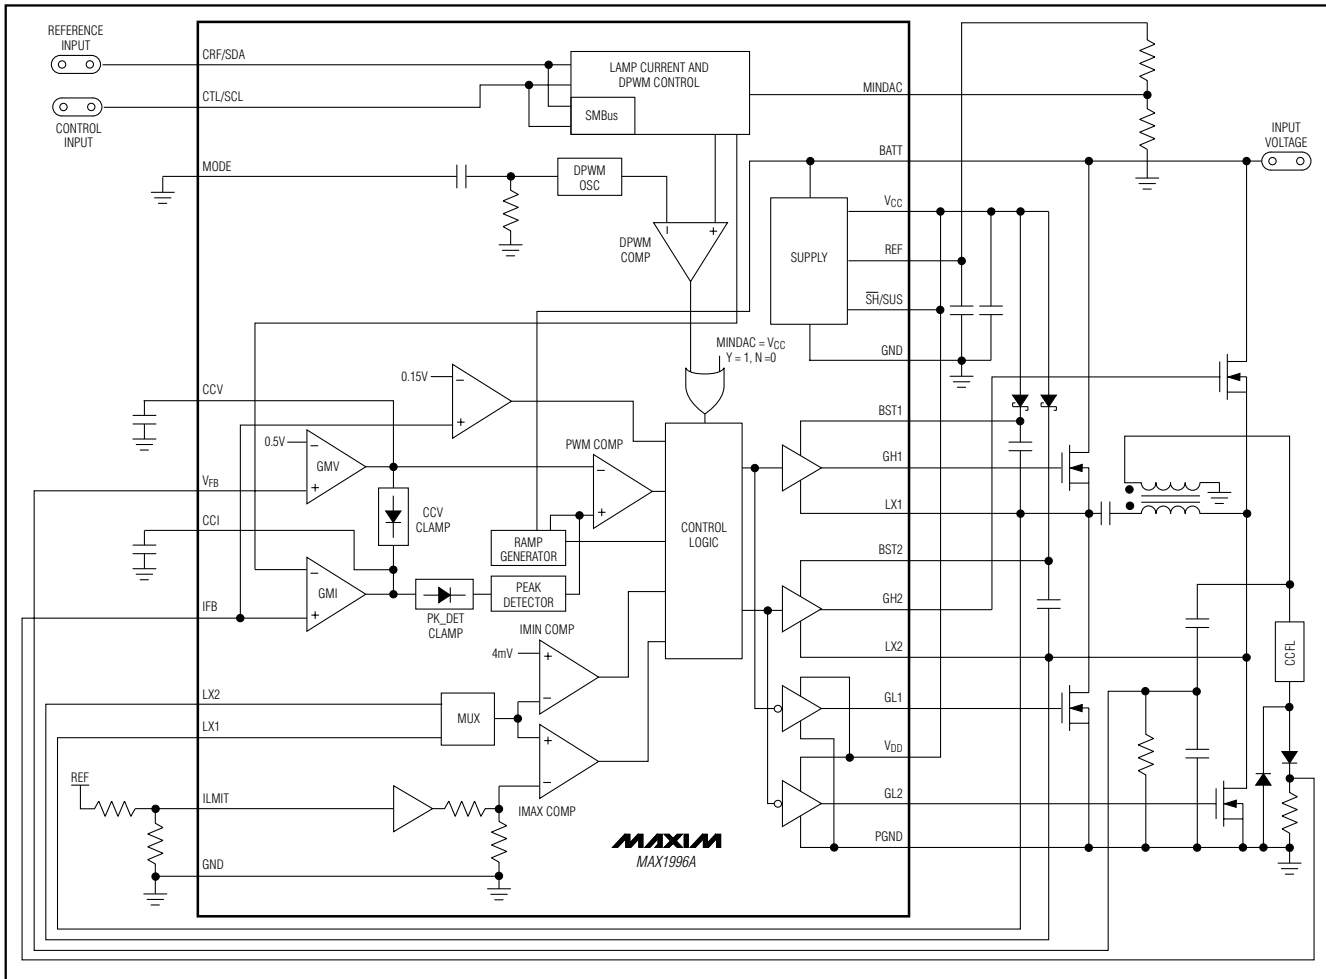 REFERENCE
INPUT
CRF/SDA
LAMP CURRENT AND
DPWM CONTROL
SMBus
MINDAC
CTL/SCL
CONTROL
INPUT
INPUT
VOLTAGE
BATT
MODE
DPWM
OSC
VCC
DPWM
COMP
SUPPLY
REF
SH/SUS
GND
MINDAC = VCC
Y = 1, N =0
0.15V
CCV
BST1
0.5V
GMV
PWM COMP
GH1
VFB
CCV
CLAMP
LX1
CCI
RAMP
GENERATOR
CONTROL
LOGIC
BST2
GMI
PEAK
DETECTOR
GH2
IFB
PK_DET
CLAMP
IMIN COMP
4mV
LX2
CCFL
LX2
MUX
GL1
LX1
VDD
REF
ILMIT
IMAX COMP
GL2
MAXIM
MAX1996A
PGND
GND